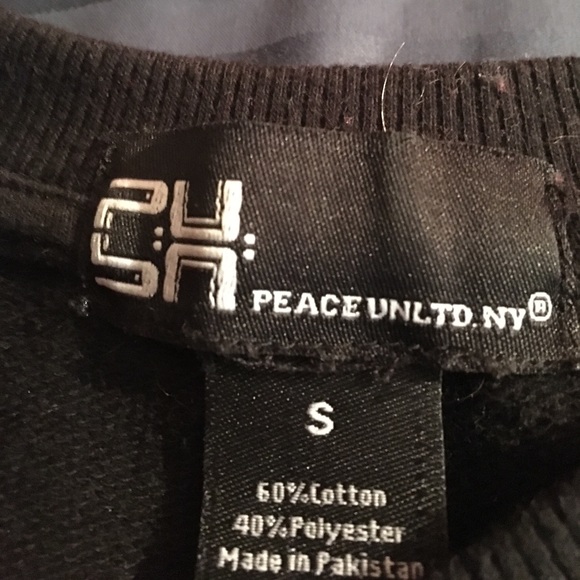 PEACE UNLTD. NY®
S
60%Cotton
40%Polyester
Made in Pakistan